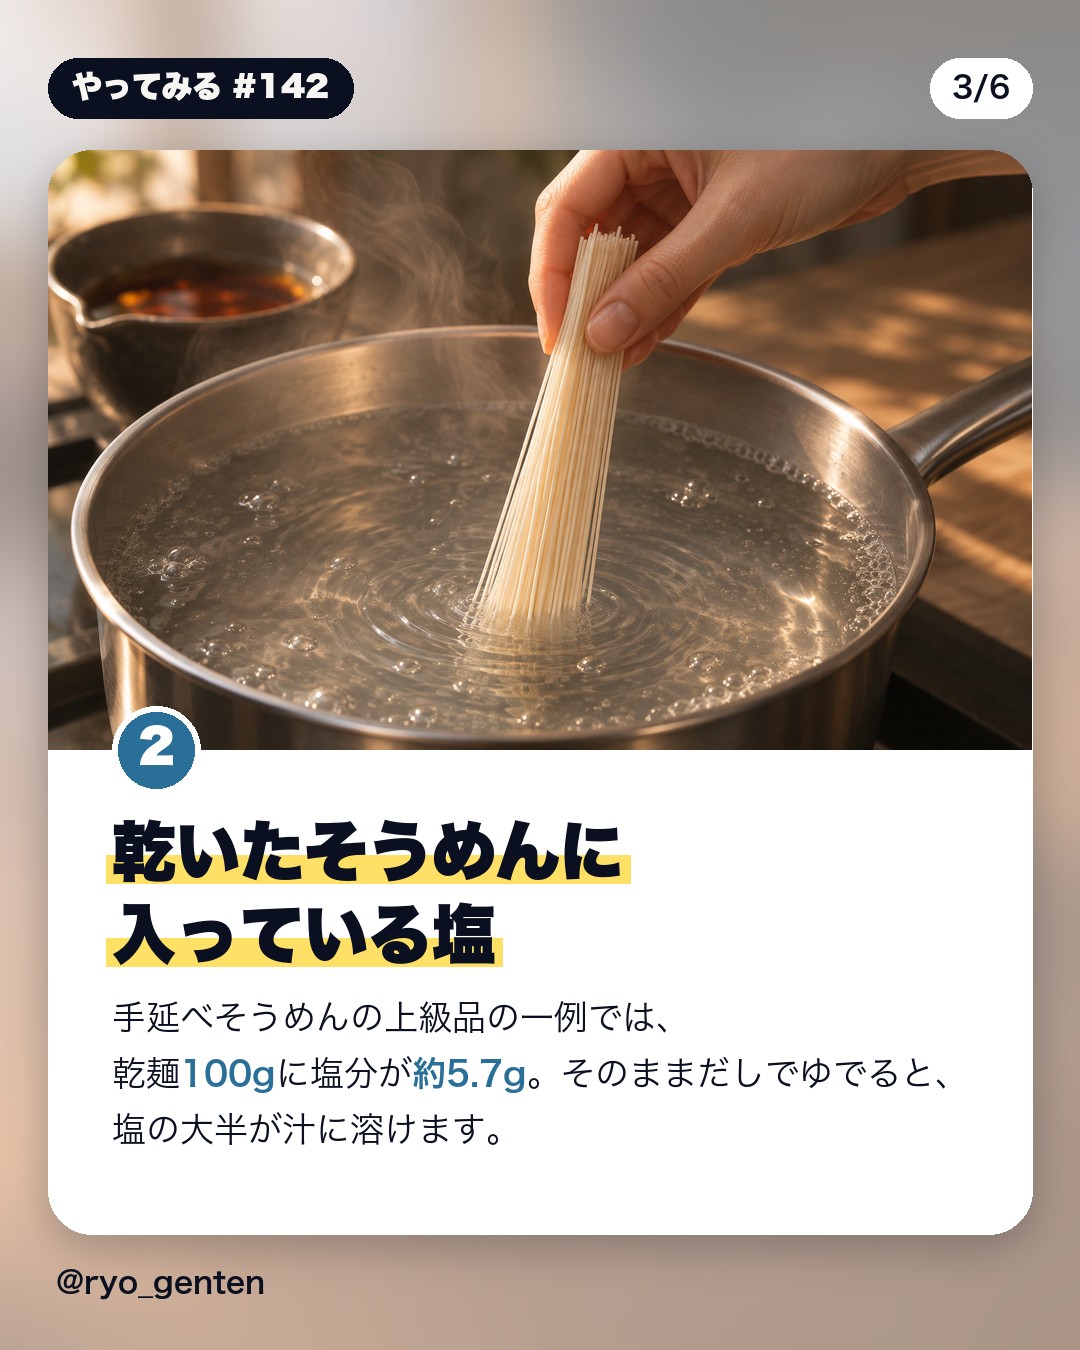 やってみる #142
3/6
2
乾いたそうめんに
入っている塩
手延べそうめんの上級品の一例では、
乾麺100gに塩分が約5.7g。そのままだしでゆでると、
塩の大半が汁に溶けます。
@ryo_genten